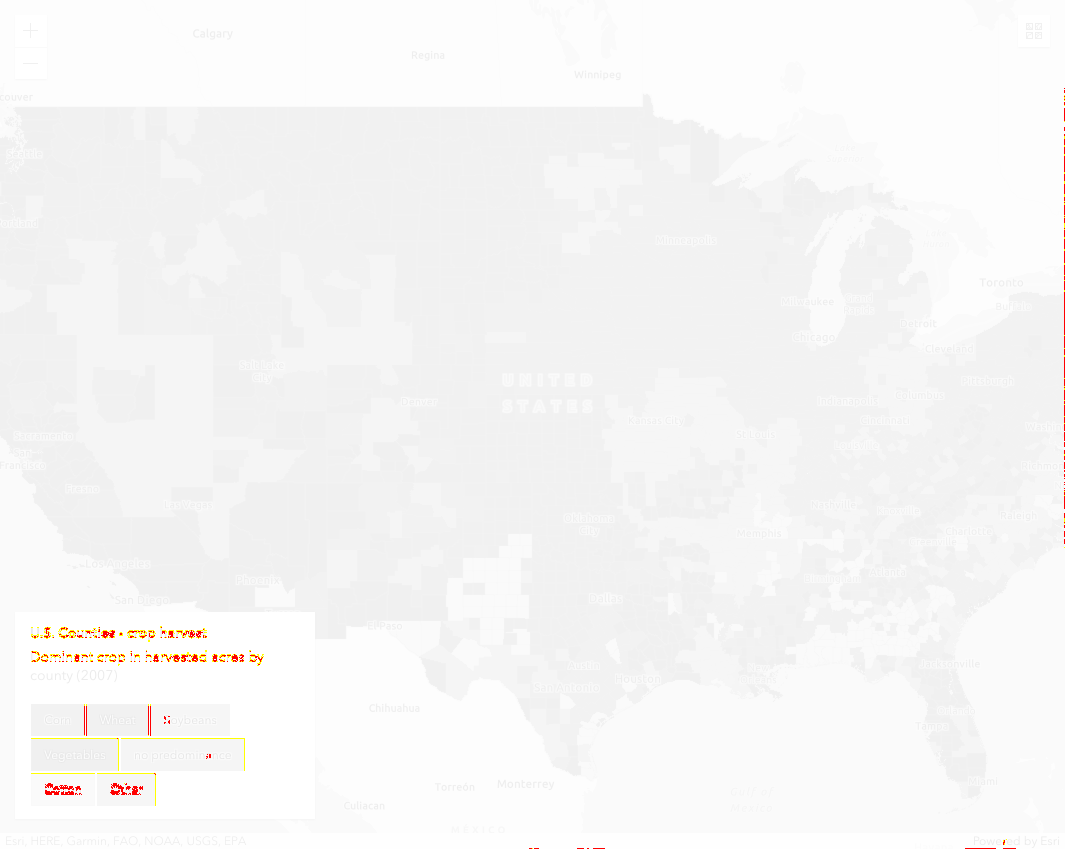 Calgary
Regina
Winnipeg
couver
Seattle
Minneapolis
Toronto
Milwaukee
Detroit
Chicago
Cleveland
Salt Lake
City
UNITED
STATES
Denver
Pittsburgh
Columbus
Indianapolis
Kansas City
St Louis
Sacramento
San
Francisco
Fresno
Las Vegas
Nashville
Oklahoma
City
Memphis
Charlotte
Raleigh
Los Angeles
Phoenix
Atlanta
San Diego
Dallas
El Paso
Austin
Houston
San Antonio
Jacksonville
Orlando
Tampa
Miami
Chihuahua
Torreón
Monterrey
Culiacan
MÉXICO
U.S. Counties - crop harvest
Dominant crop in harvested acres by
county (2007)
Corn Wheat Soybeans
Vegetables no predominance
Cotton Other
Esri, HERE, Garmin, FAO, NOAA, USGS, EPA
Powered by Esri